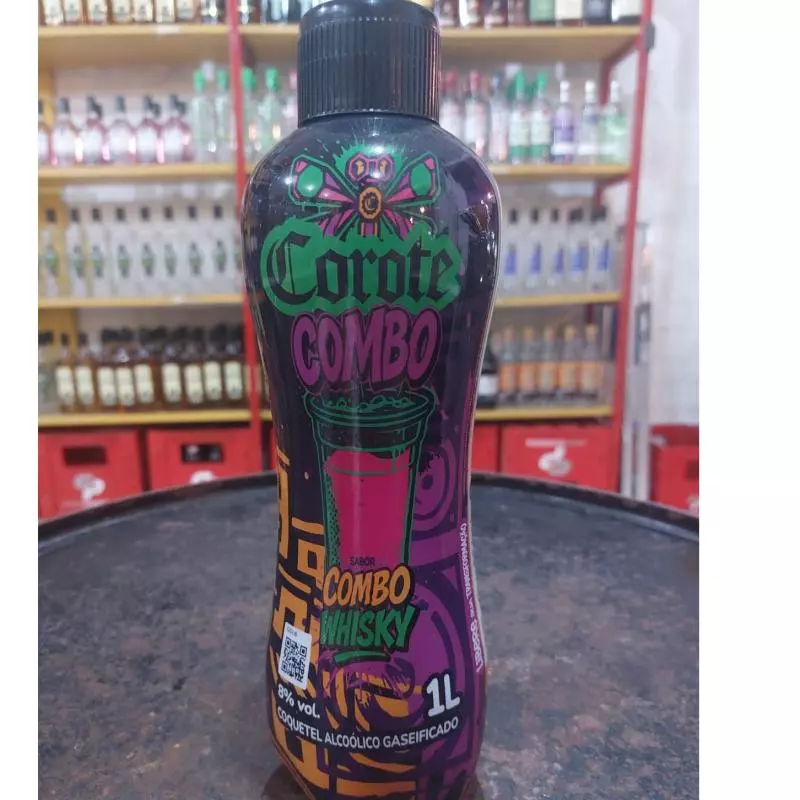 Corote
COMBO
SABOR
COMBO
WHISKY
8% vol.
1L
COQUETEL ALCOÓLICO GASEIFICADO